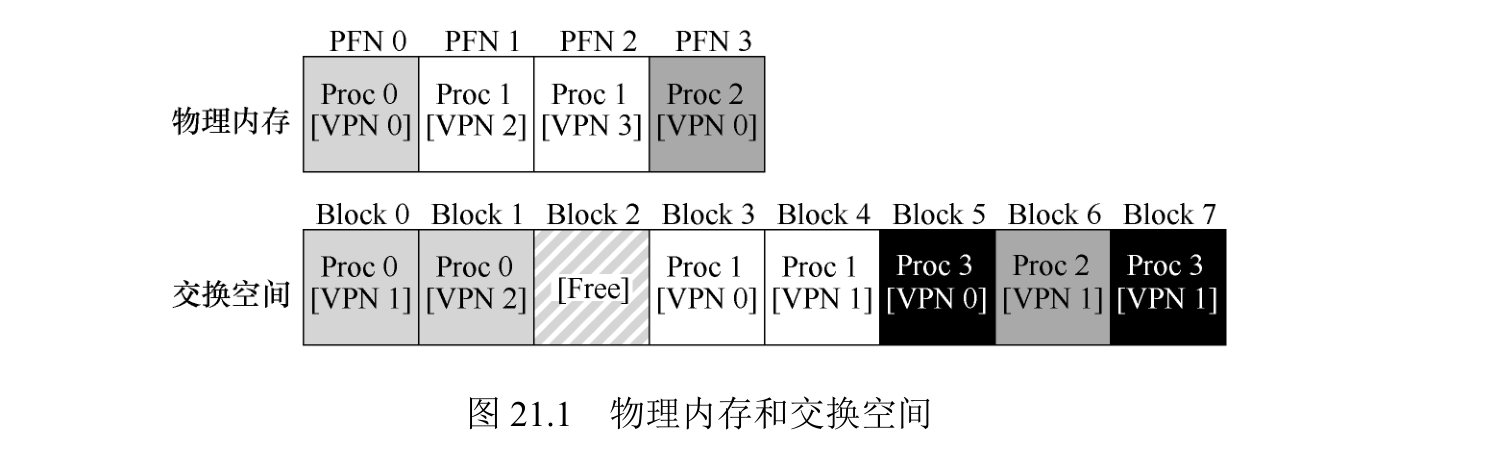 PFN 0 PFN 1 PFN 2 PFN 3
物理内存 Proc 0 Proc 1 Proc 1 Proc 2
[VPN 0] [VPN 2] [VPN 3] [VPN 0]
Block 0 Block 1 Block 2 Block 3 Block 4 Block 5 Block 6 Block 7
交换空间 Proc 0 Proc 0 [Free] Proc 1 Proc 1 Proc 3 Proc 2 Proc 3
[VPN 1] [VPN 2] [VPN 0] [VPN 1] [VPN 0] [VPN 1] [VPN 1]
图 21.1 物理内存和交换空间